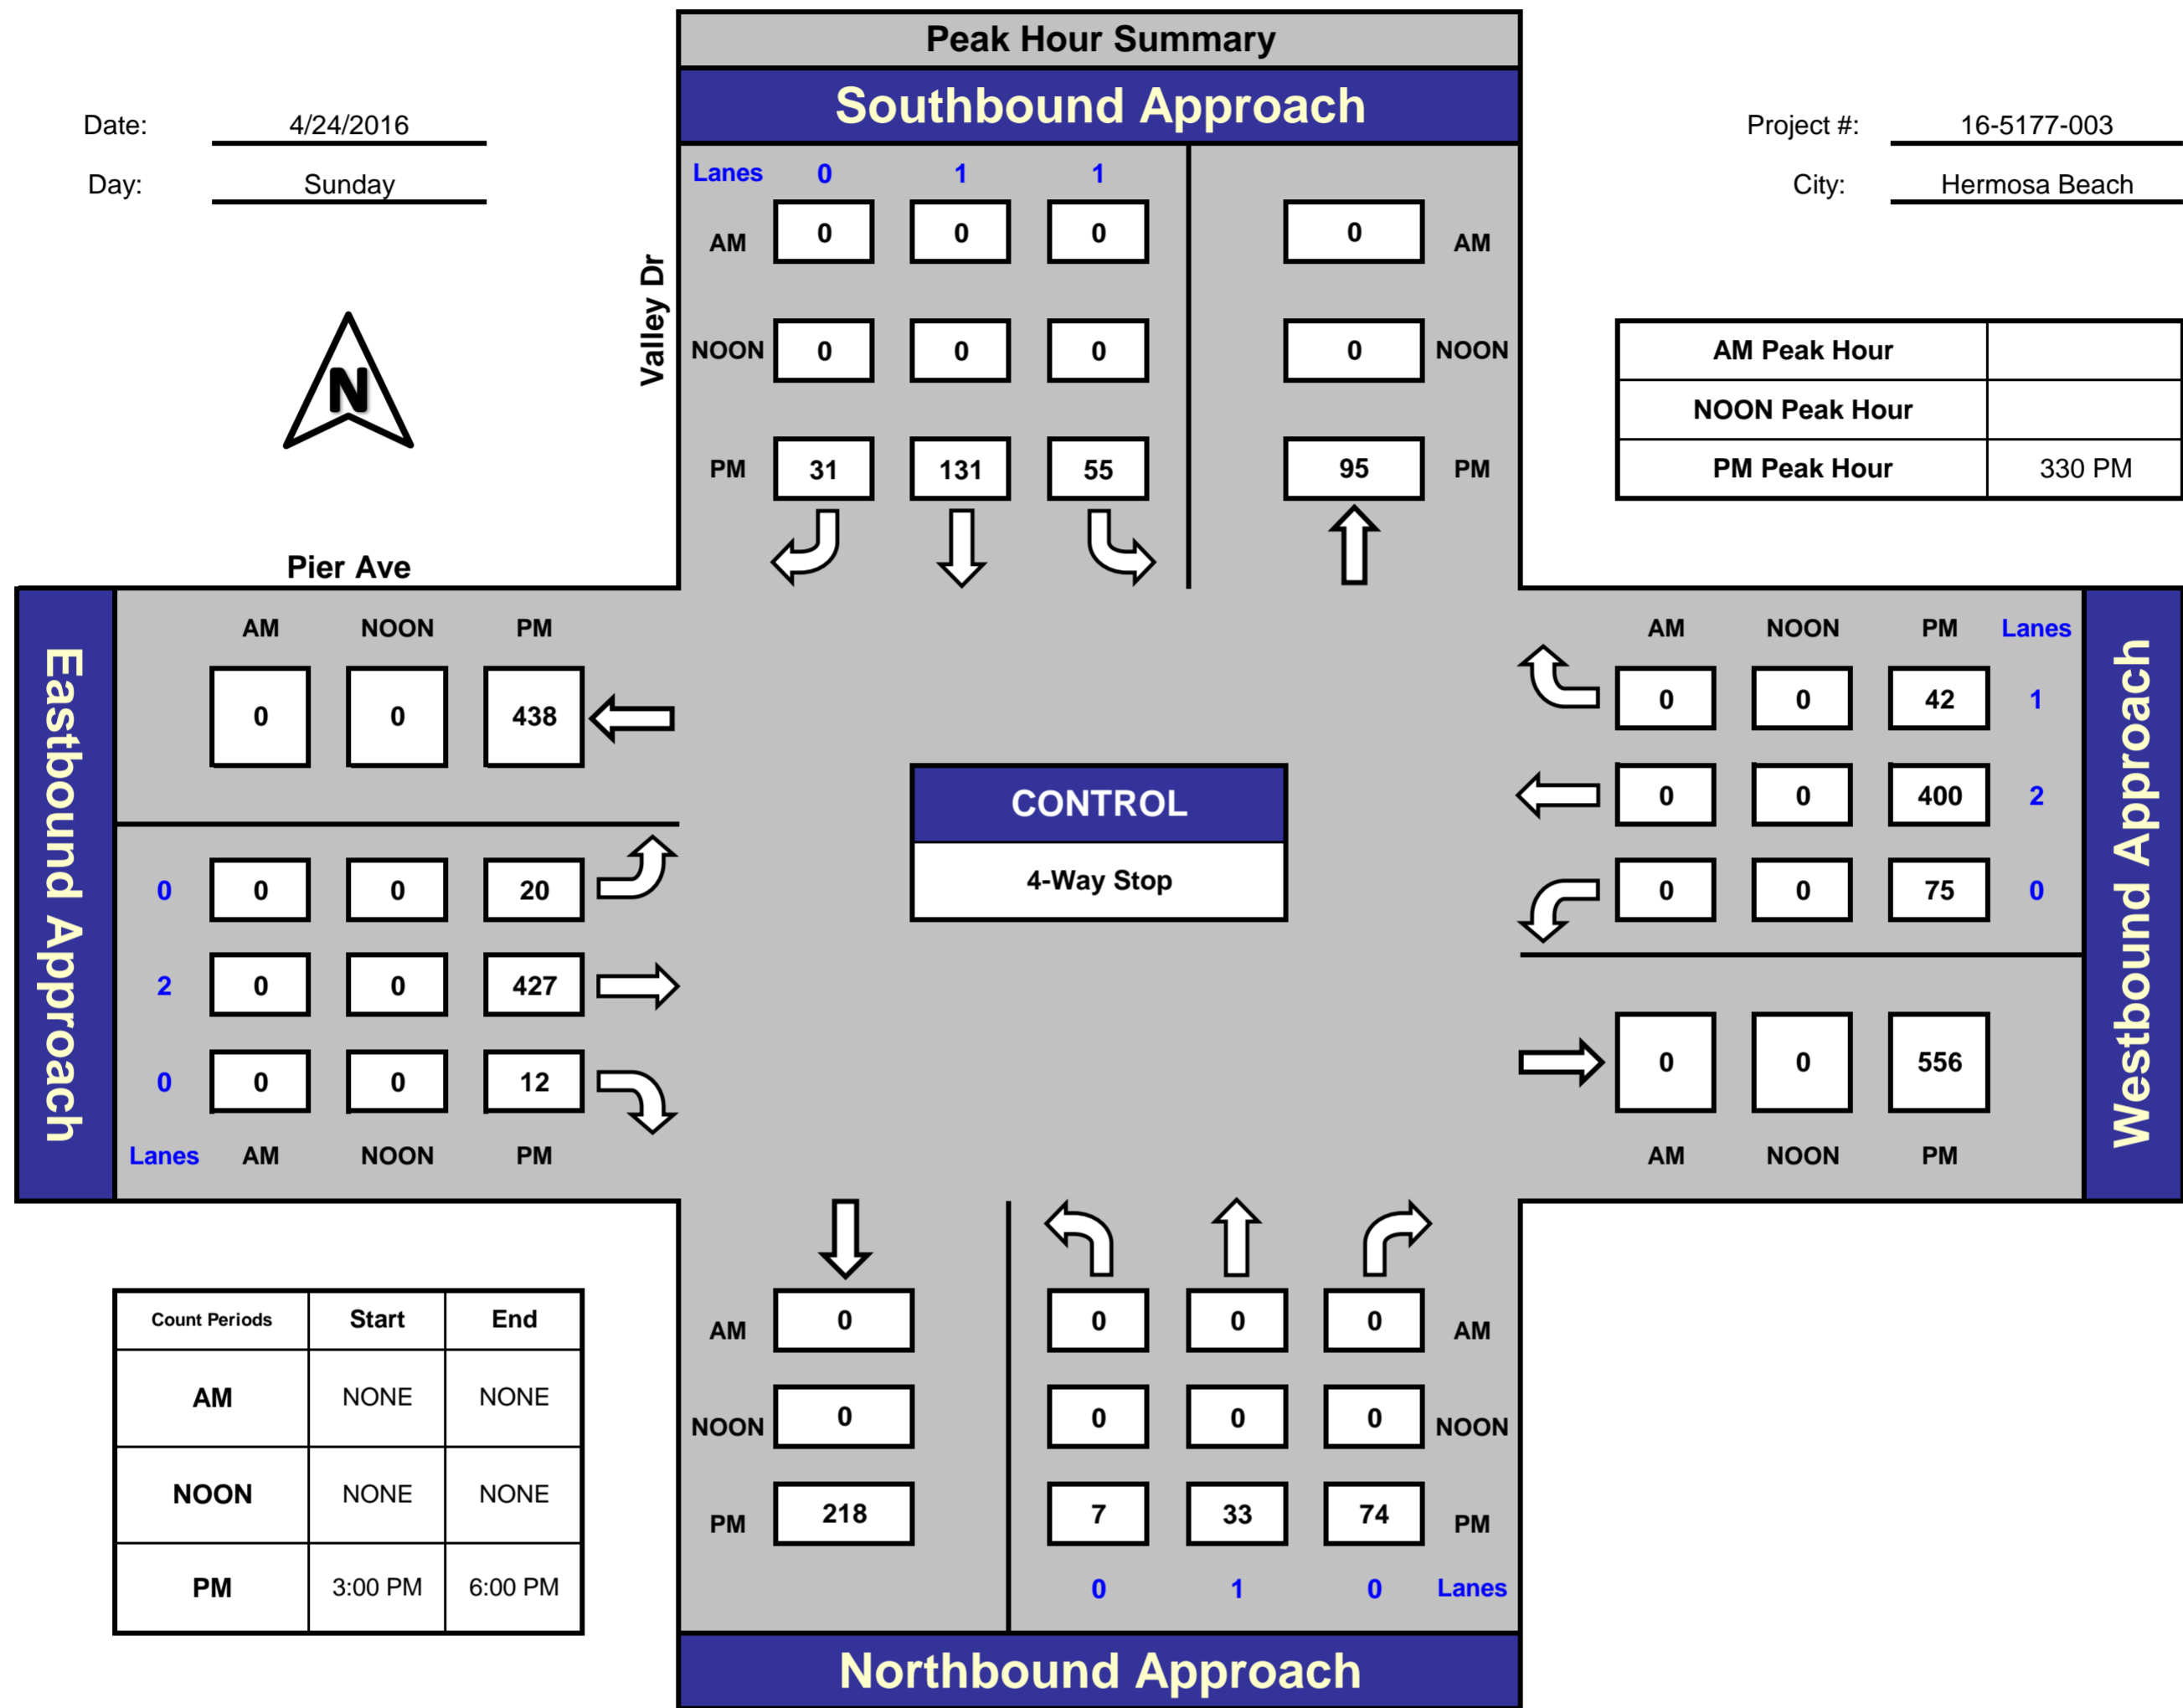 Peak Hour Summary
Southbound Approach
Date: 4/24/2016
Day: Sunday
Project #: 16-5177-003
City: Hermosa Beach
N
Valley Dr
Lanes 0 1 1
AM 0 0 0 0 AM
NOON 0 0 0 0 NOON
PM 31 131 55 95 PM
AM Peak Hour
NOON Peak Hour
PM Peak Hour 330 PM
Pier Ave
Eastbound Approach
AM NOON PM
0 0 438
0 0 0 20
2 0 0 427
0 0 0 12
Lanes AM NOON PM
CONTROL
4-Way Stop
AM NOON PM Lanes
0 0 42 1
0 0 400 2
0 0 75 0
0 0 556
AM NOON PM
Westbound Approach
Count Periods Start End
AM NONE NONE
NOON NONE NONE
PM 3:00 PM 6:00 PM
AM 0 0 0 0 AM
NOON 0 0 0 0 NOON
PM 218 7 33 74 PM
0 1 0 Lanes
Northbound Approach